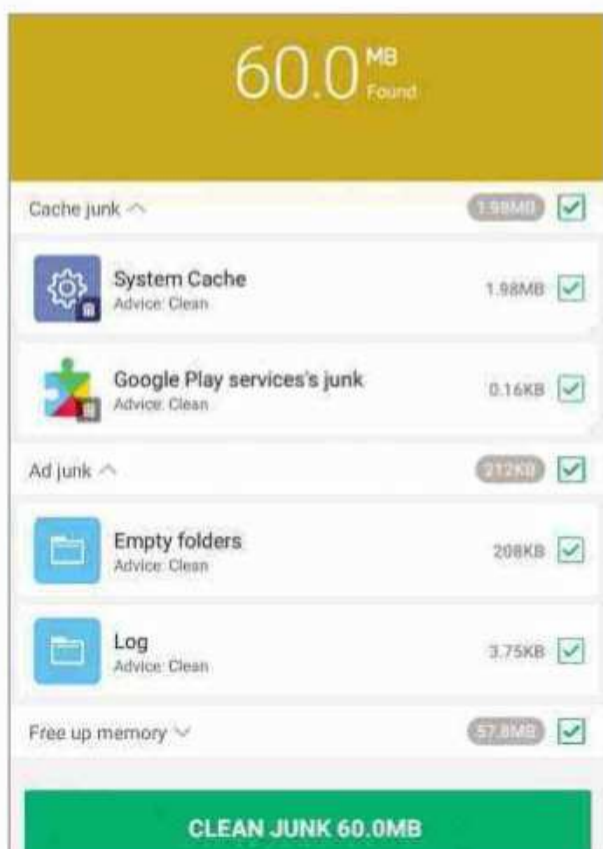 60.0 MB
Found
Cache junk 1.98MB
System Cache
Advice: Clean
1.98MB
Google Play services's junk
Advice: Clean
0.16KB
Ad junk 212KB
Empty folders
Advice: Clean
208KB
Log
Advice: Clean
3.75KB
Free up memory 57.8MB
CLEAN JUNK 60.0MB